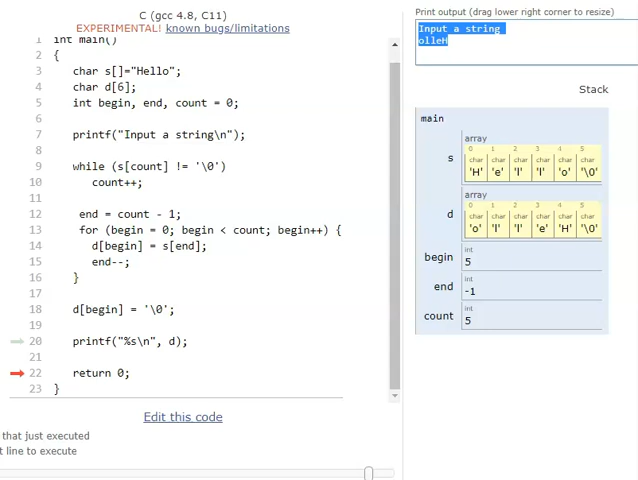 C (gcc 4.8, C11)
EXPERIMENTAL! known bugs/limitations
1 int main()
2 {
3 char s[]="Hello";
4 char d[6];
5 int begin, end, count = 0;
6
7 printf("Input a string\n");
8
9 while (s[count] != '\0')
10 count++;
11
12 end = count - 1;
13 for (begin = 0; begin < count; begin++) {
14 d[begin] = s[end];
15 end--;
16 }
17
18 d[begin] = '\0';
19
20 printf("%s\n", d);
21
22 return 0;
23 }
Edit this code
that just executed
t line to execute
Print output (drag lower right corner to resize)
Input a string
olleH
Stack
main
array
0 1 2 3 4 5
char char char char char char
s 'H' 'e' 'l' 'l' 'o' '\0'
array
0 1 2 3 4 5
char char char char char char
d 'o' 'l' 'l' 'e' 'H' '\0'
int
begin 5
int
end -1
int
count 5